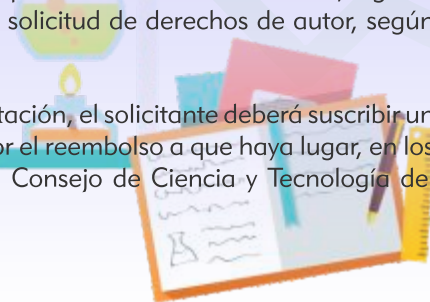 solicitud de derechos de autor, según
tación, el solicitante deberá suscribir un
or el reembolso a que haya lugar, en los
Consejo de Ciencia y Tecnología de